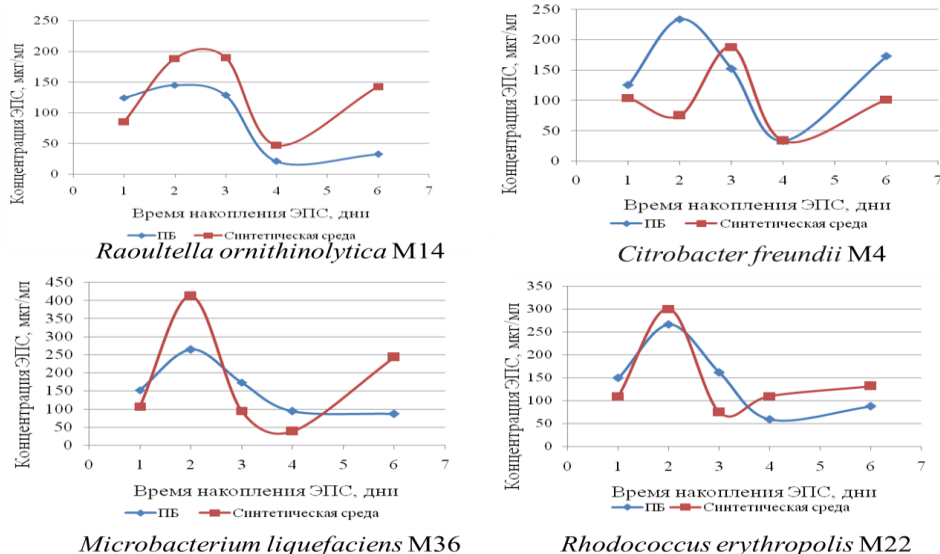 Концентрация ЭПС, мкг/мл
250
200
150
100
50
0
0 1 2 3 4 5 6 7
Время накопления ЭПС, дни
ПБ Синтетическая среда
Raoultella ornithinolytica M14
Концентрация ЭПС, мкг/мл
250
200
150
100
50
0
0 1 2 3 4 5 6 7
Время накопления ЭПС, дни
ПБ Синтетическая среда
Citrobacter freundii M4
Концентрация ЭПС, мкг/мл
450
400
350
300
250
200
150
100
50
0
0 1 2 3 4 5 6 7
Время накопления ЭПС, дни
ПБ Синтетическая среда
Microbacterium liquefaciens M36
Концентрация ЭПС, мкг/мл
350
300
250
200
150
100
50
0
0 1 2 3 4 5 6 7
Время накопления ЭПС, дни
ПБ Синтетическая среда
Rhodococcus erythropolis M22